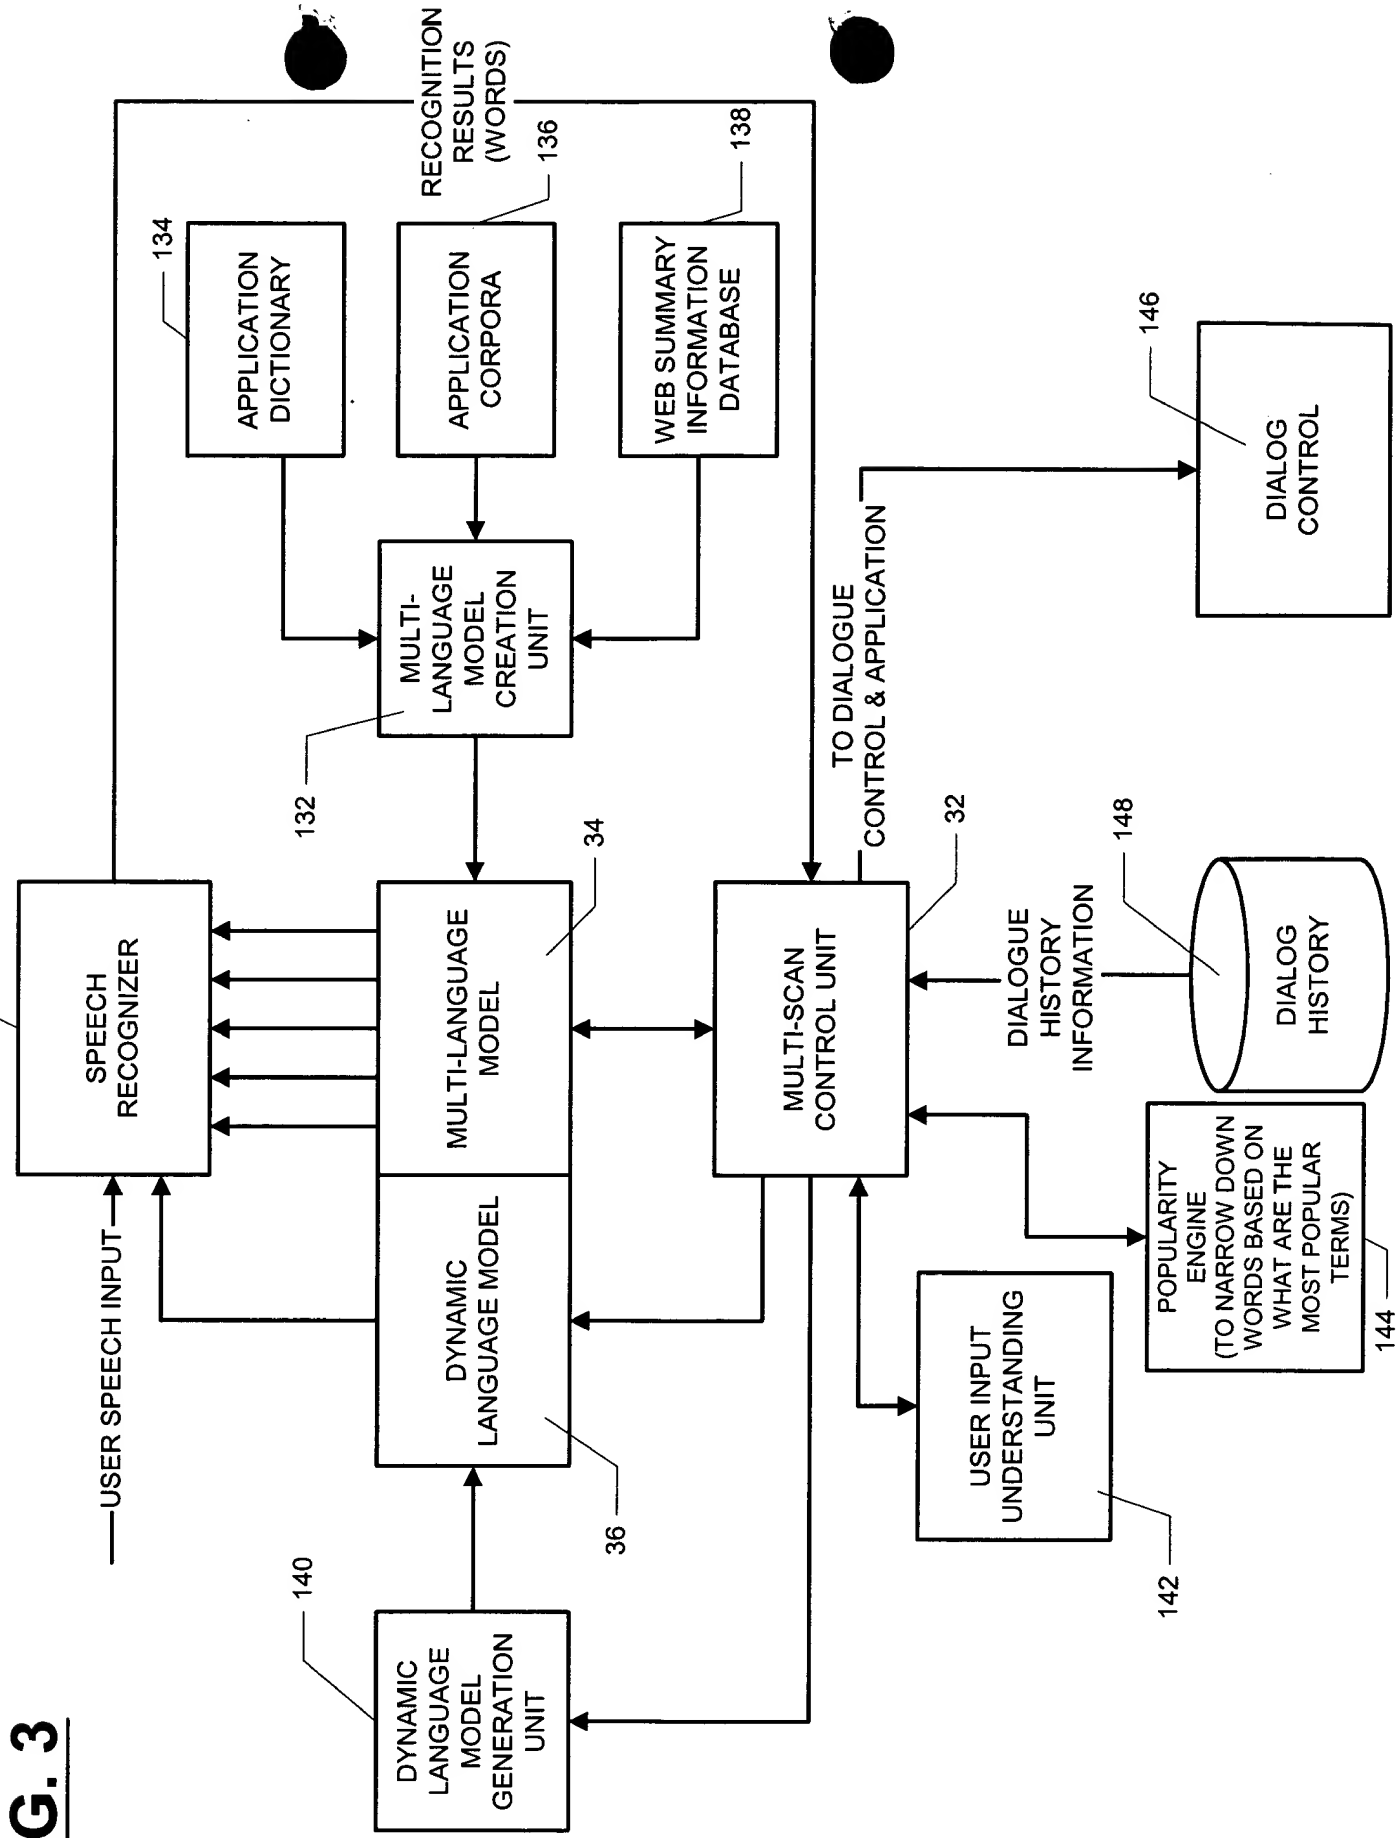 G. 3
USER SPEECH INPUT
SPEECH
RECOGNIZER
RECOGNITION
RESULTS
(WORDS)
140
DYNAMIC
LANGUAGE
MODEL
GENERATION
UNIT
DYNAMIC
LANGUAGE MODEL
36
MULTI-LANGUAGE
MODEL
34
132
MULTI-
LANGUAGE
MODEL
CREATION
UNIT
134
APPLICATION
DICTIONARY
136
APPLICATION
CORPORA
138
WEB SUMMARY
INFORMATION
DATABASE
MULTI-SCAN
CONTROL UNIT
32
TO DIALOGUE
CONTROL & APPLICATION
USER INPUT
UNDERSTANDING
UNIT
142
POPULARITY
ENGINE
(TO NARROW DOWN
WORDS BASED ON
WHAT ARE THE
MOST POPULAR
TERMS)
144
DIALOGUE
HISTORY
INFORMATION
148
DIALOG
HISTORY
146
DIALOG
CONTROL